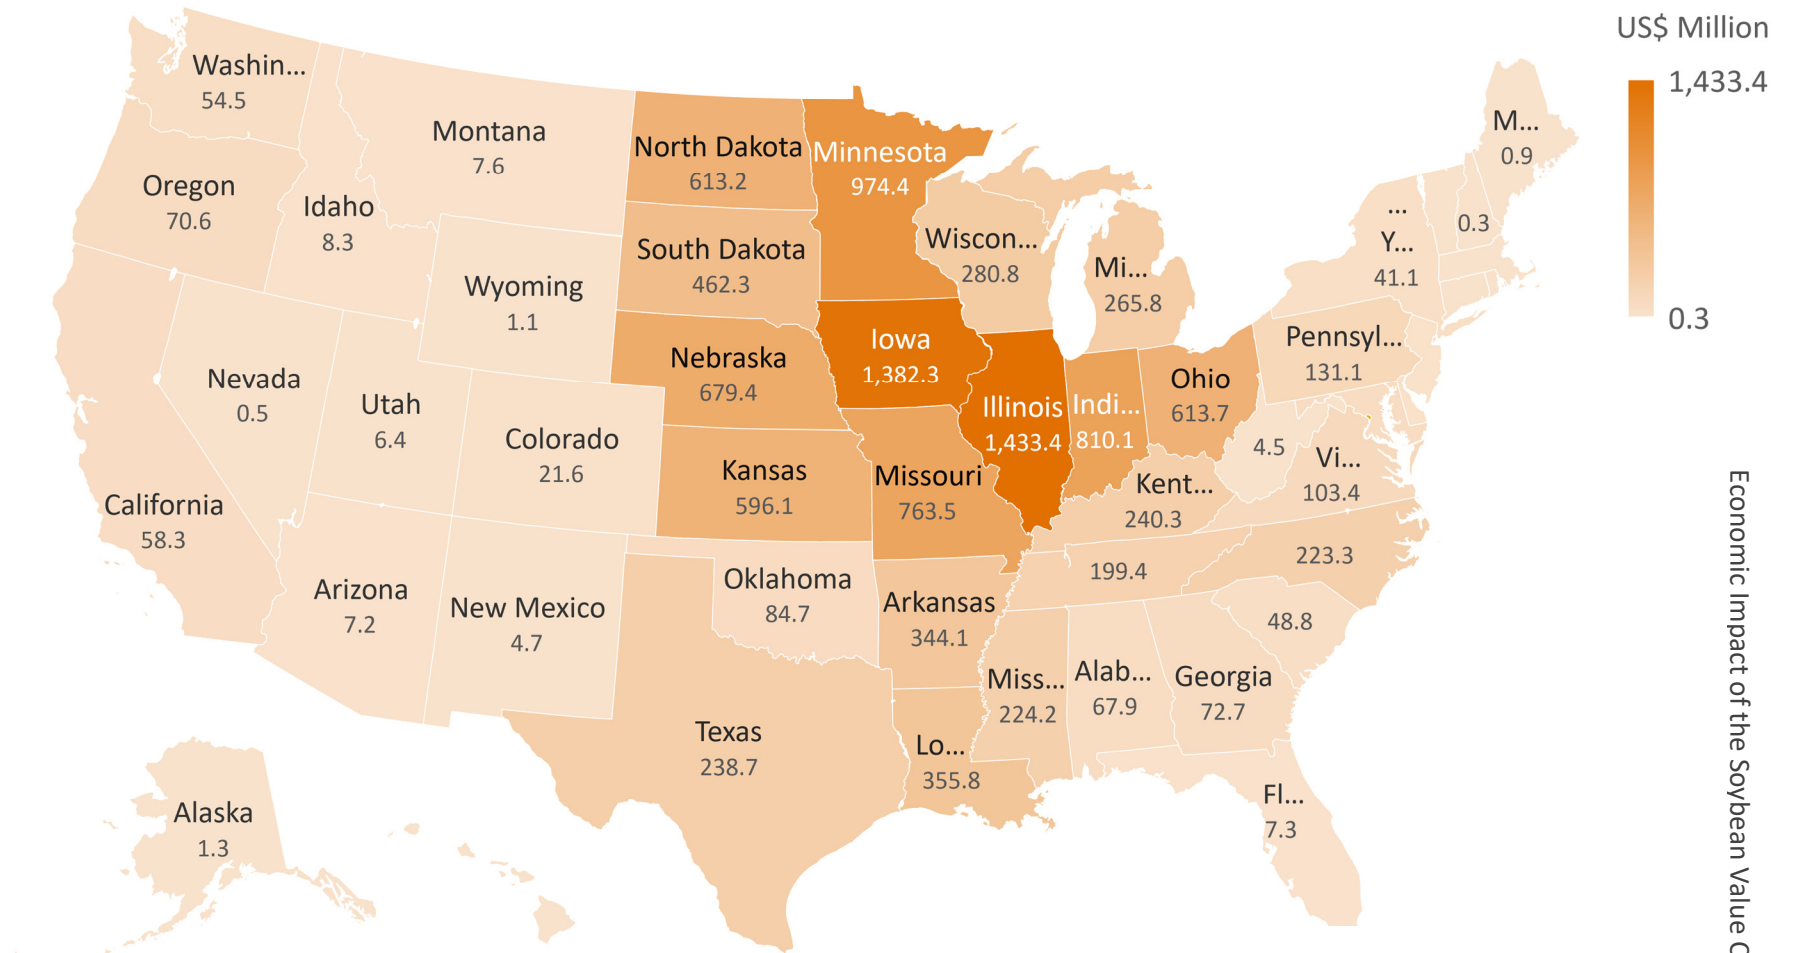 US$ Million
1,433.4
0.3
Washin...
54.5
Montana
7.6
North Dakota
613.2
Minnesota
974.4
M...
0.9
Oregon
70.6
Idaho
8.3
South Dakota
462.3
Wiscon...
280.8
Mi...
265.8
...
Y...
41.1
0.3
Wyoming
1.1
Nebraska
679.4
Iowa
1,382.3
Illinois
1,433.4
Indi...
810.1
Ohio
613.7
Pennsyl...
131.1
Nevada
0.5
Utah
6.4
Colorado
21.6
Kansas
596.1
Missouri
763.5
Kent...
240.3
4.5
Vi...
103.4
California
58.3
Arizona
7.2
New Mexico
4.7
Oklahoma
84.7
Arkansas
344.1
199.4
223.3
48.8
Texas
238.7
Lo...
355.8
Miss...
224.2
Alab...
67.9
Georgia
72.7
Fl...
7.3
Alaska
1.3
Economic Impact of the Soybean Value C